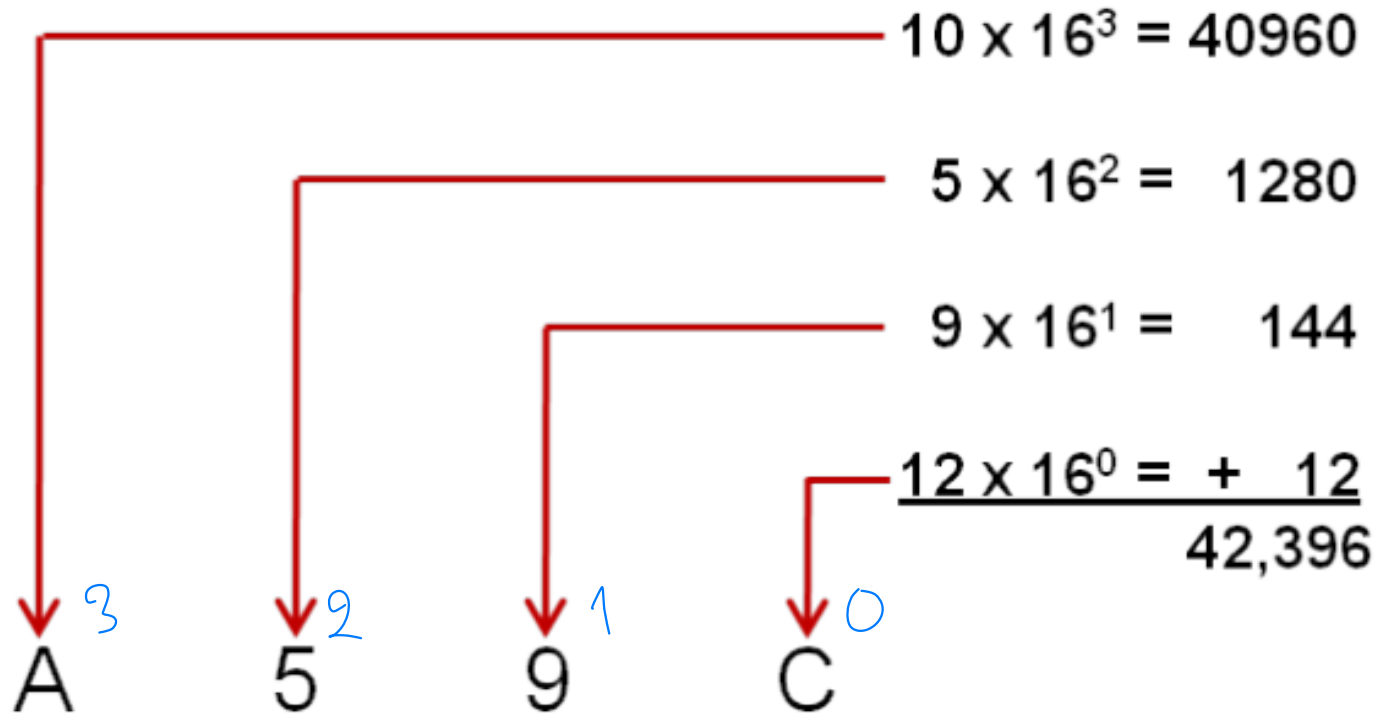 10 x 16³ = 40960
5 x 16² = 1280
9 x 16¹ = 144
12 x 16⁰ = + 12
42,396
3 2 1 0
A 5 9 C